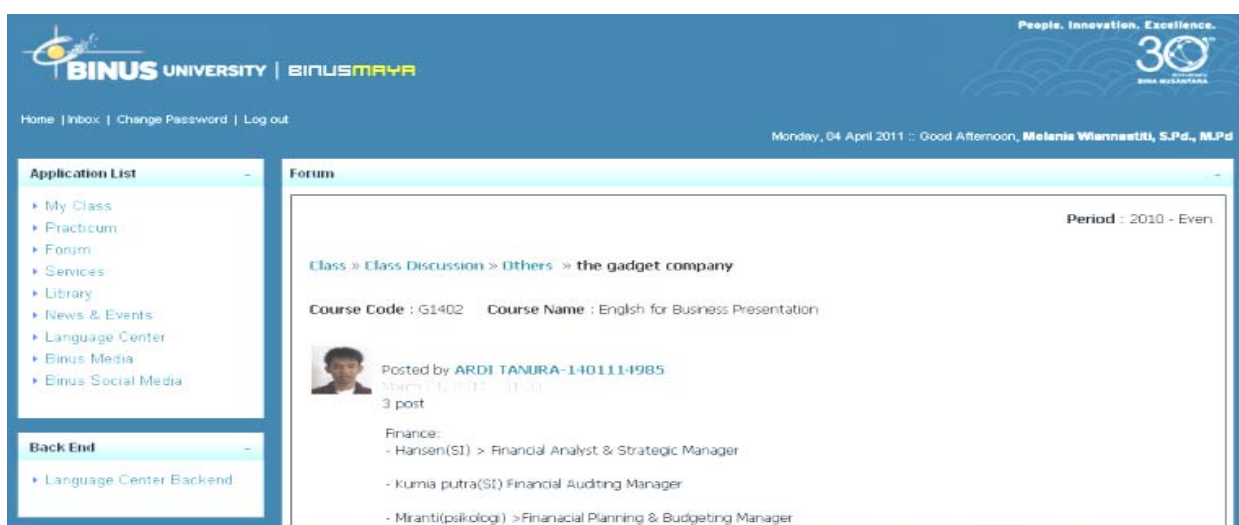 People. Innovation. Excellence.
30
BINA NUSANTARA
BINUS UNIVERSITY | BINUSMAYA
Home | Inbox | Change Password | Log out
Monday, 04 April 2011 :: Good Afternoon, Melania Wiannastiti, S.Pd., M.Pd
Application List -
My Class
Practicum
Forum
Services
Library
News & Events
Language Center
Binus Media
Binus Social Media
Back End -
Language Center Backend
Forum -
Period : 2010 - Even
Class » Class Discussion » Others » the gadget company
Course Code : G1402 Course Name : English for Business Presentation
Posted by ARDI TANURA-1401114985
3 post
Finance:
- Hansen(SI) > Financial Analyst & Strategic Manager
- Kurnia putra(SI) Financial Auditing Manager
- Miranti(psikologi) >Finanacial Planning & Budgeting Manager